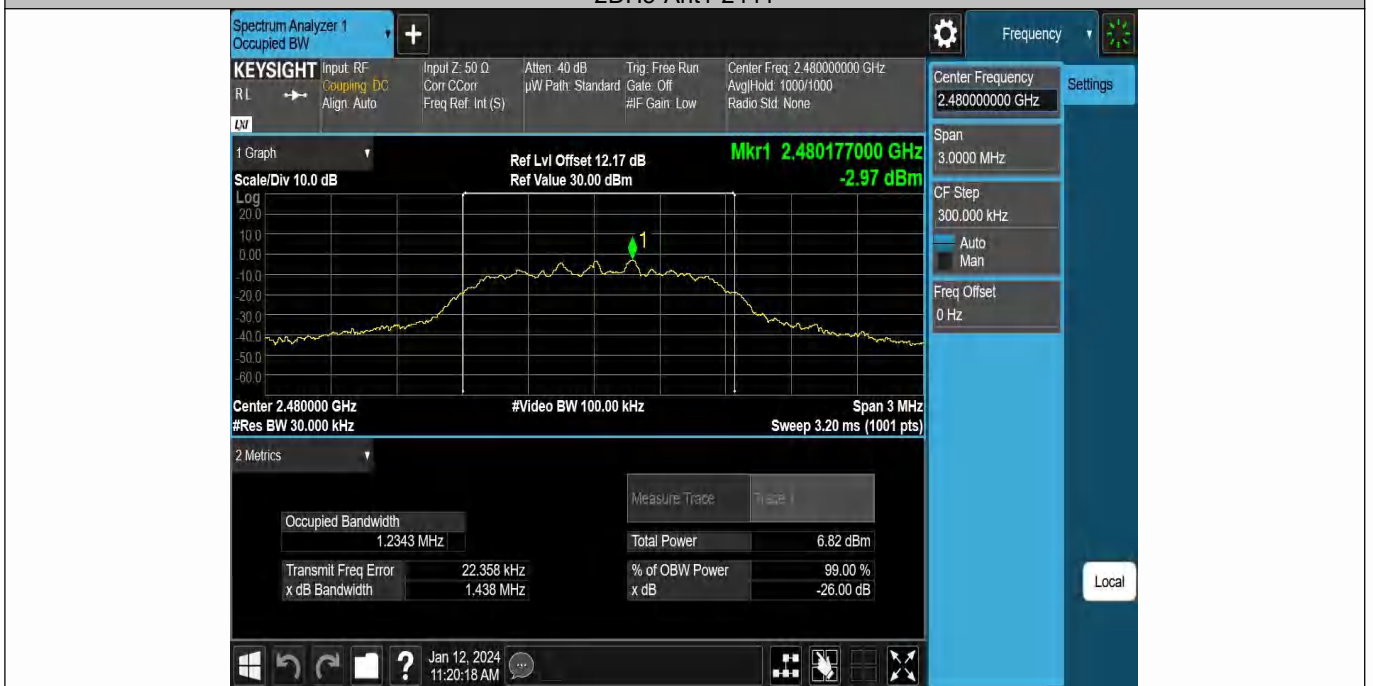 Spectrum Analyzer 1
Occupied BW
Frequency
KEYSIGHT
RL
LXI
Input: RF
Coupling: DC
Align: Auto
Input Z: 50 Ω
Corr CCorr
Freq Ref: Int (S)
Atten: 40 dB
µW Path: Standard
Trig: Free Run
Gate: Off
#IF Gain: Low
Center Freq: 2.480000000 GHz
Avg|Hold: 1000/1000
Radio Std: None
Center Frequency
2.480000000 GHz
Settings
Span
3.0000 MHz
CF Step
300.000 kHz
Auto
Man
Freq Offset
0 Hz
1 Graph
Scale/Div 10.0 dB
Ref Lvl Offset 12.17 dB
Ref Value 30.00 dBm
Mkr1 2.480177000 GHz
-2.97 dBm
Log
20.0
10.0
0.00
-10.0
-20.0
-30.0
-40.0
-50.0
-60.0
1
Center 2.480000 GHz
#Video BW 100.00 kHz
Span 3 MHz
#Res BW 30.000 kHz
Sweep 3.20 ms (1001 pts)
2 Metrics
Measure Trace
Trace 1
Occupied Bandwidth
1.2343 MHz
Total Power
6.82 dBm
Transmit Freq Error
22.358 kHz
% of OBW Power
99.00 %
x dB Bandwidth
1.438 MHz
x dB
-26.00 dB
Local
?
Jan 12, 2024
11:20:18 AM